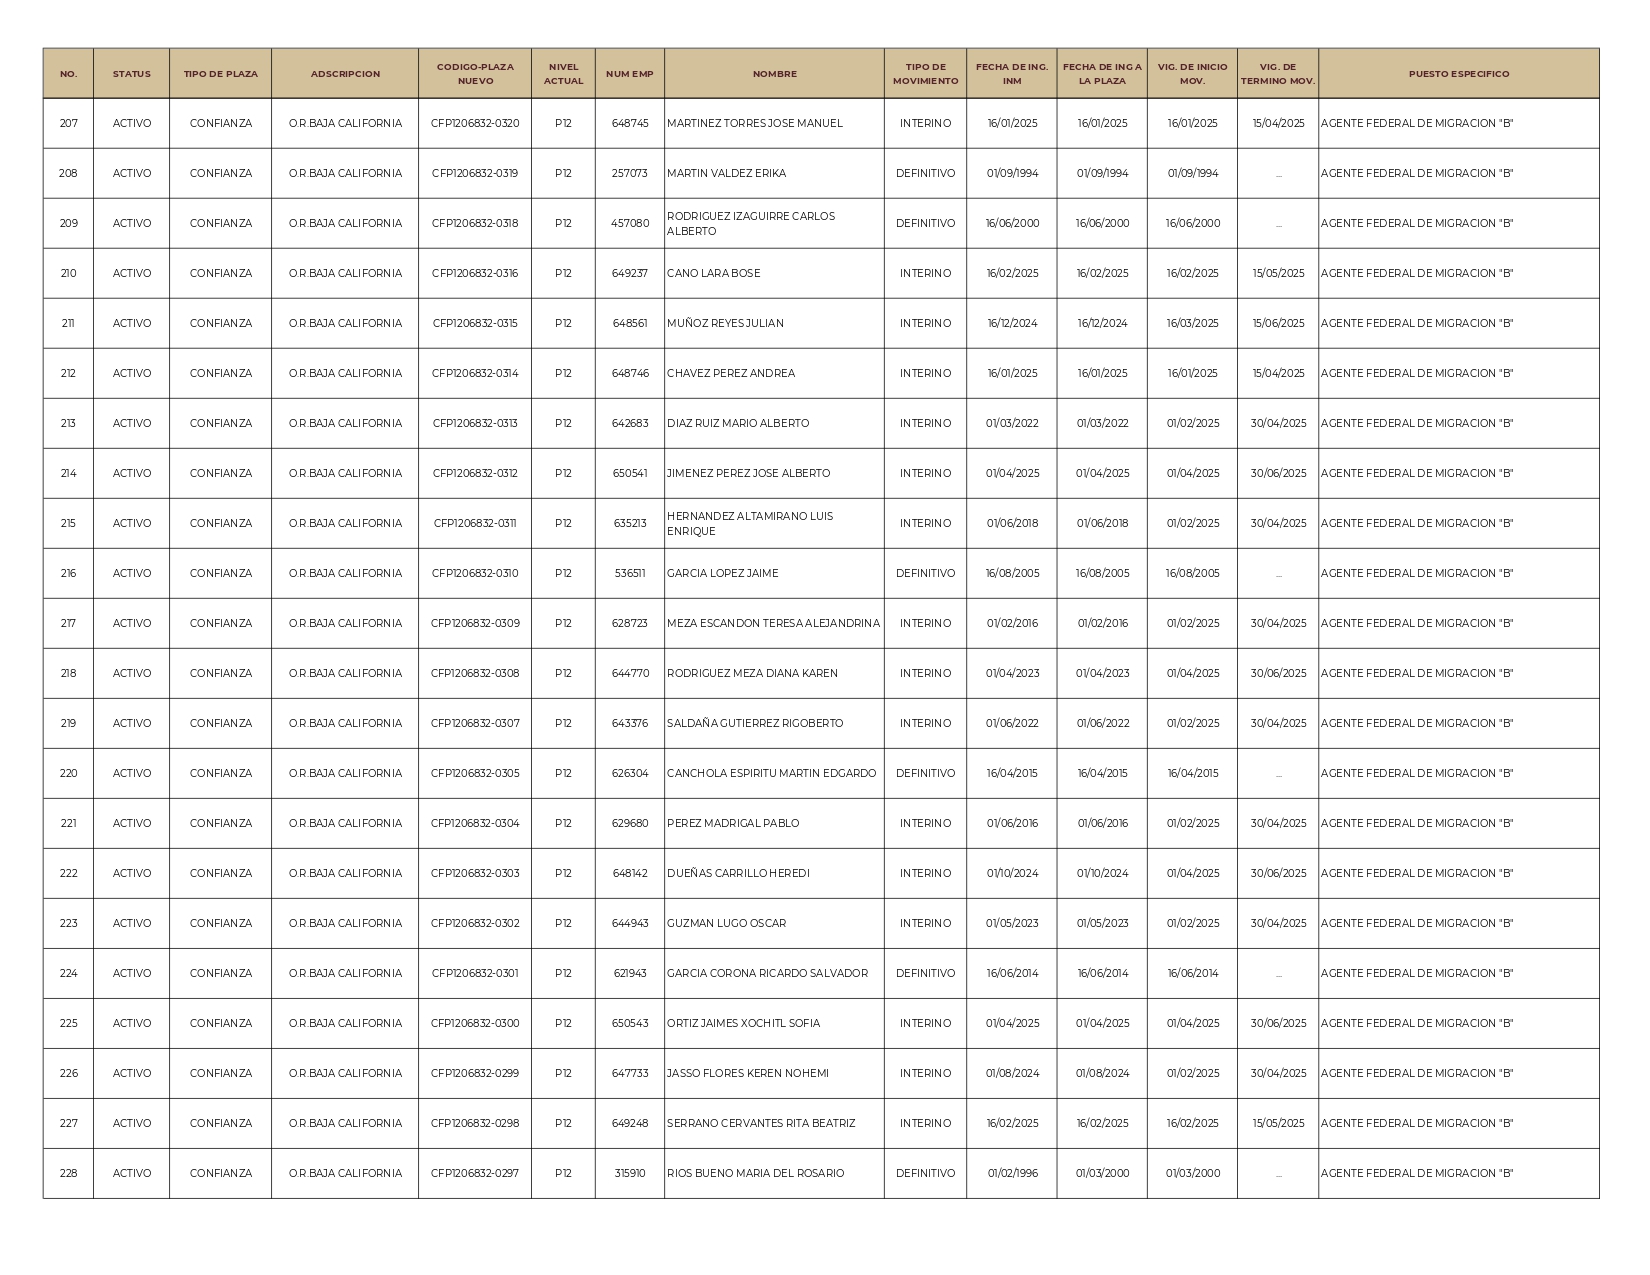 NO. STATUS TIPO DE PLAZA ADSCRIPCION CODIGO-PLAZA NUEVO NIVEL ACTUAL NUM EMP NOMBRE TIPO DE MOVIMIENTO FECHA DE ING. INM FECHA DE ING A LA PLAZA VIG. DE INICIO MOV. VIG. DE TERMINO MOV. PUESTO ESPECIFICO
207 ACTIVO CONFIANZA O.R.BAJA CALIFORNIA CFP1206832-0320 P12 648745 MARTINEZ TORRES JOSE MANUEL INTERINO 16/01/2025 16/01/2025 16/01/2025 15/04/2025 AGENTE FEDERAL DE MIGRACION "B"
208 ACTIVO CONFIANZA O.R.BAJA CALIFORNIA CFP1206832-0319 P12 257073 MARTIN VALDEZ ERIKA DEFINITIVO 01/09/1994 01/09/1994 01/09/1994 ... AGENTE FEDERAL DE MIGRACION "B"
209 ACTIVO CONFIANZA O.R.BAJA CALIFORNIA CFP1206832-0318 P12 457080 RODRIGUEZ IZAGUIRRE CARLOS ALBERTO DEFINITIVO 16/06/2000 16/06/2000 16/06/2000 ... AGENTE FEDERAL DE MIGRACION "B"
210 ACTIVO CONFIANZA O.R.BAJA CALIFORNIA CFP1206832-0316 P12 649237 CANO LARA BOSE INTERINO 16/02/2025 16/02/2025 16/02/2025 15/05/2025 AGENTE FEDERAL DE MIGRACION "B"
211 ACTIVO CONFIANZA O.R.BAJA CALIFORNIA CFP1206832-0315 P12 648561 MUÑOZ REYES JULIAN INTERINO 16/12/2024 16/12/2024 16/03/2025 15/06/2025 AGENTE FEDERAL DE MIGRACION "B"
212 ACTIVO CONFIANZA O.R.BAJA CALIFORNIA CFP1206832-0314 P12 648746 CHAVEZ PEREZ ANDREA INTERINO 16/01/2025 16/01/2025 16/01/2025 15/04/2025 AGENTE FEDERAL DE MIGRACION "B"
213 ACTIVO CONFIANZA O.R.BAJA CALIFORNIA CFP1206832-0313 P12 642683 DIAZ RUIZ MARIO ALBERTO INTERINO 01/03/2022 01/03/2022 01/02/2025 30/04/2025 AGENTE FEDERAL DE MIGRACION "B"
214 ACTIVO CONFIANZA O.R.BAJA CALIFORNIA CFP1206832-0312 P12 650541 JIMENEZ PEREZ JOSE ALBERTO INTERINO 01/04/2025 01/04/2025 01/04/2025 30/06/2025 AGENTE FEDERAL DE MIGRACION "B"
215 ACTIVO CONFIANZA O.R.BAJA CALIFORNIA CFP1206832-0311 P12 635213 HERNANDEZ ALTAMIRANO LUIS ENRIQUE INTERINO 01/06/2018 01/06/2018 01/02/2025 30/04/2025 AGENTE FEDERAL DE MIGRACION "B"
216 ACTIVO CONFIANZA O.R.BAJA CALIFORNIA CFP1206832-0310 P12 536511 GARCIA LOPEZ JAIME DEFINITIVO 16/08/2005 16/08/2005 16/08/2005 ... AGENTE FEDERAL DE MIGRACION "B"
217 ACTIVO CONFIANZA O.R.BAJA CALIFORNIA CFP1206832-0309 P12 628723 MEZA ESCANDON TERESA ALEJANDRINA INTERINO 01/02/2016 01/02/2016 01/02/2025 30/04/2025 AGENTE FEDERAL DE MIGRACION "B"
218 ACTIVO CONFIANZA O.R.BAJA CALIFORNIA CFP1206832-0308 P12 644770 RODRIGUEZ MEZA DIANA KAREN INTERINO 01/04/2023 01/04/2023 01/04/2025 30/06/2025 AGENTE FEDERAL DE MIGRACION "B"
219 ACTIVO CONFIANZA O.R.BAJA CALIFORNIA CFP1206832-0307 P12 643376 SALDAÑA GUTIERREZ RIGOBERTO INTERINO 01/06/2022 01/06/2022 01/02/2025 30/04/2025 AGENTE FEDERAL DE MIGRACION "B"
220 ACTIVO CONFIANZA O.R.BAJA CALIFORNIA CFP1206832-0305 P12 626304 CANCHOLA ESPIRITU MARTIN EDGARDO DEFINITIVO 16/04/2015 16/04/2015 16/04/2015 ... AGENTE FEDERAL DE MIGRACION "B"
221 ACTIVO CONFIANZA O.R.BAJA CALIFORNIA CFP1206832-0304 P12 629680 PEREZ MADRIGAL PABLO INTERINO 01/06/2016 01/06/2016 01/02/2025 30/04/2025 AGENTE FEDERAL DE MIGRACION "B"
222 ACTIVO CONFIANZA O.R.BAJA CALIFORNIA CFP1206832-0303 P12 648142 DUEÑAS CARRILLO HEREDI INTERINO 01/10/2024 01/10/2024 01/04/2025 30/06/2025 AGENTE FEDERAL DE MIGRACION "B"
223 ACTIVO CONFIANZA O.R.BAJA CALIFORNIA CFP1206832-0302 P12 644943 GUZMAN LUGO OSCAR INTERINO 01/05/2023 01/05/2023 01/02/2025 30/04/2025 AGENTE FEDERAL DE MIGRACION "B"
224 ACTIVO CONFIANZA O.R.BAJA CALIFORNIA CFP1206832-0301 P12 621943 GARCIA CORONA RICARDO SALVADOR DEFINITIVO 16/06/2014 16/06/2014 16/06/2014 ... AGENTE FEDERAL DE MIGRACION "B"
225 ACTIVO CONFIANZA O.R.BAJA CALIFORNIA CFP1206832-0300 P12 650543 ORTIZ JAIMES XOCHITL SOFIA INTERINO 01/04/2025 01/04/2025 01/04/2025 30/06/2025 AGENTE FEDERAL DE MIGRACION "B"
226 ACTIVO CONFIANZA O.R.BAJA CALIFORNIA CFP1206832-0299 P12 647733 JASSO FLORES KEREN NOHEMI INTERINO 01/08/2024 01/08/2024 01/02/2025 30/04/2025 AGENTE FEDERAL DE MIGRACION "B"
227 ACTIVO CONFIANZA O.R.BAJA CALIFORNIA CFP1206832-0298 P12 649248 SERRANO CERVANTES RITA BEATRIZ INTERINO 16/02/2025 16/02/2025 16/02/2025 15/05/2025 AGENTE FEDERAL DE MIGRACION "B"
228 ACTIVO CONFIANZA O.R.BAJA CALIFORNIA CFP1206832-0297 P12 315910 RIOS BUENO MARIA DEL ROSARIO DEFINITIVO 01/02/1996 01/03/2000 01/03/2000 ... AGENTE FEDERAL DE MIGRACION "B"